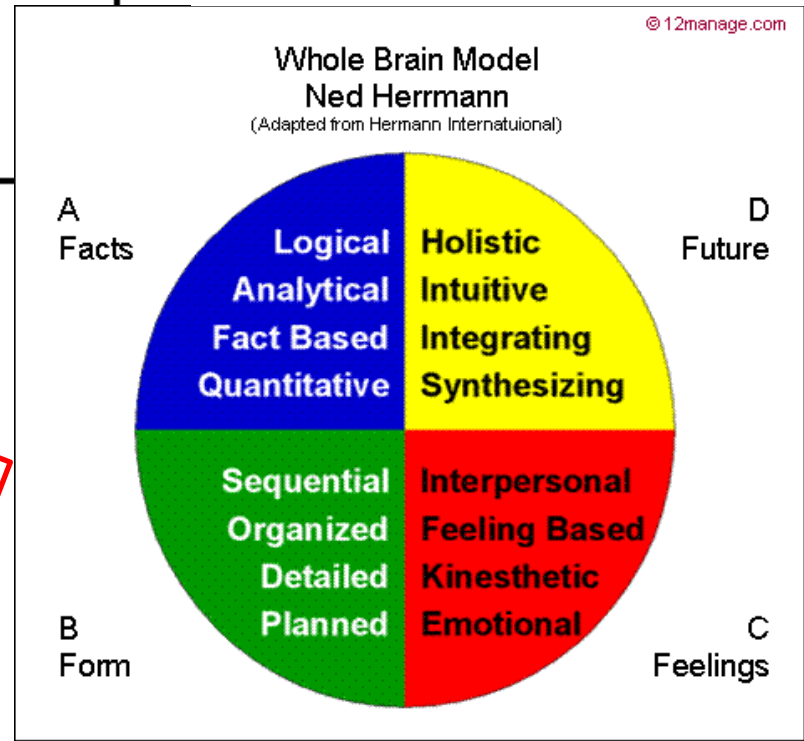 © 12manage.com
Whole Brain Model
Ned Herrmann
(Adapted from Hermann Internatuional)
A
Facts
D
Future
Logical
Analytical
Fact Based
Quantitative
Holistic
Intuitive
Integrating
Synthesizing
Sequential
Organized
Detailed
Planned
Interpersonal
Feeling Based
Kinesthetic
Emotional
B
Form
C
Feelings